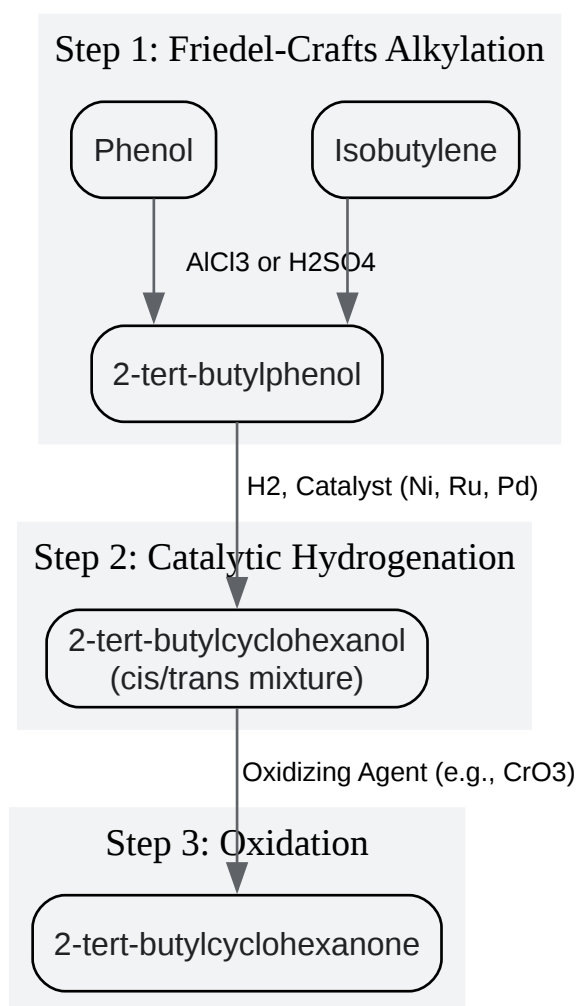 Step 1: Friedel-Crafts Alkylation
Phenol
Isobutylene
AlCl3 or H2SO4
2-tert-butylphenol
H2, Catalyst (Ni, Ru, Pd)
Step 2: Catalytic Hydrogenation
2-tert-butylcyclohexanol
(cis/trans mixture)
Oxidizing Agent (e.g., CrO3)
Step 3: Oxidation
2-tert-butylcyclohexanone